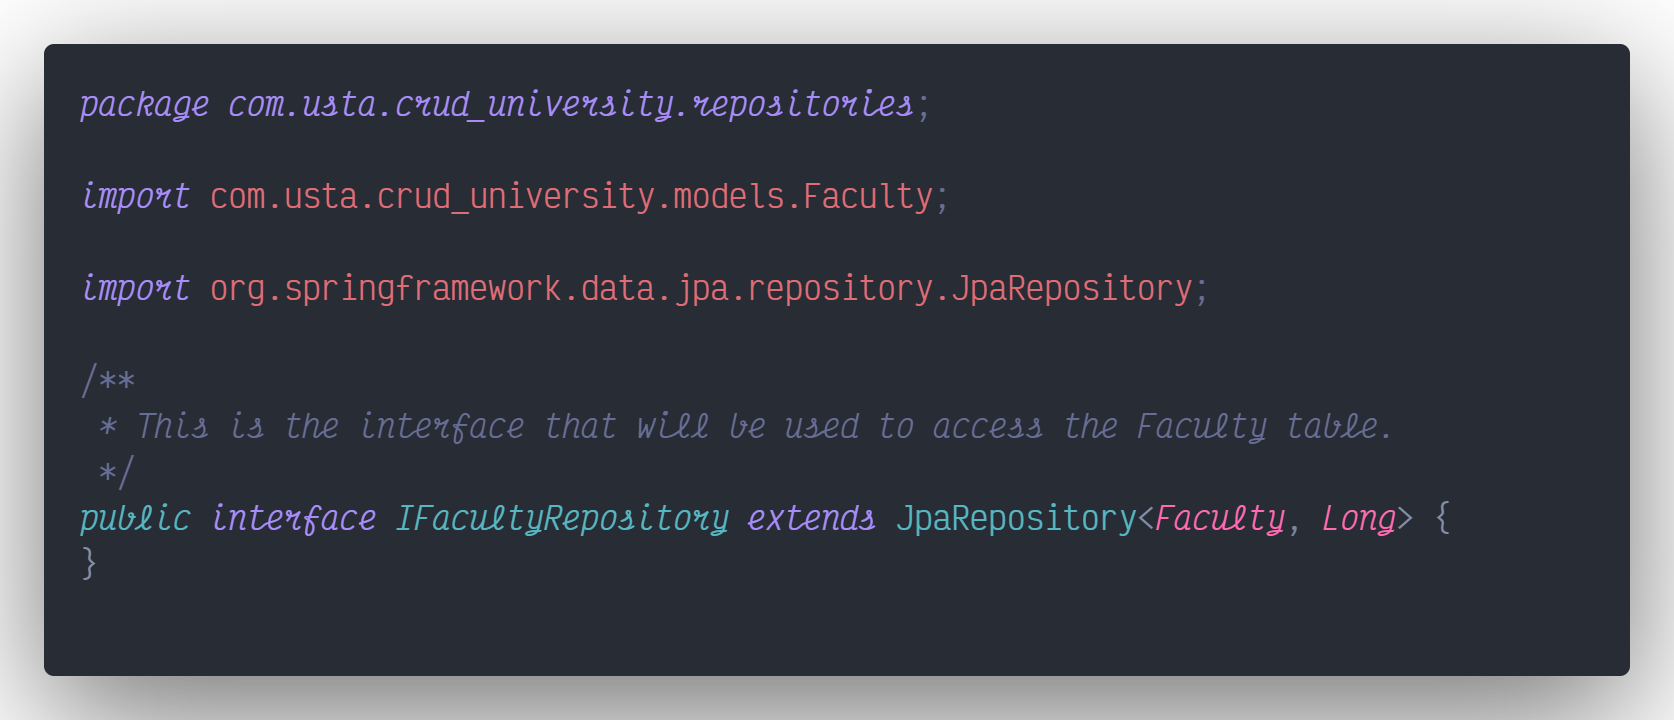 package com.usta.crud_university.repositories;
import com.usta.crud_university.models.Faculty;
import org.springframework.data.jpa.repository.JpaRepository;
/**
 * This is the interface that will be used to access the Faculty table.
 */
public interface IFacultyRepository extends JpaRepository<Faculty, Long> {
}